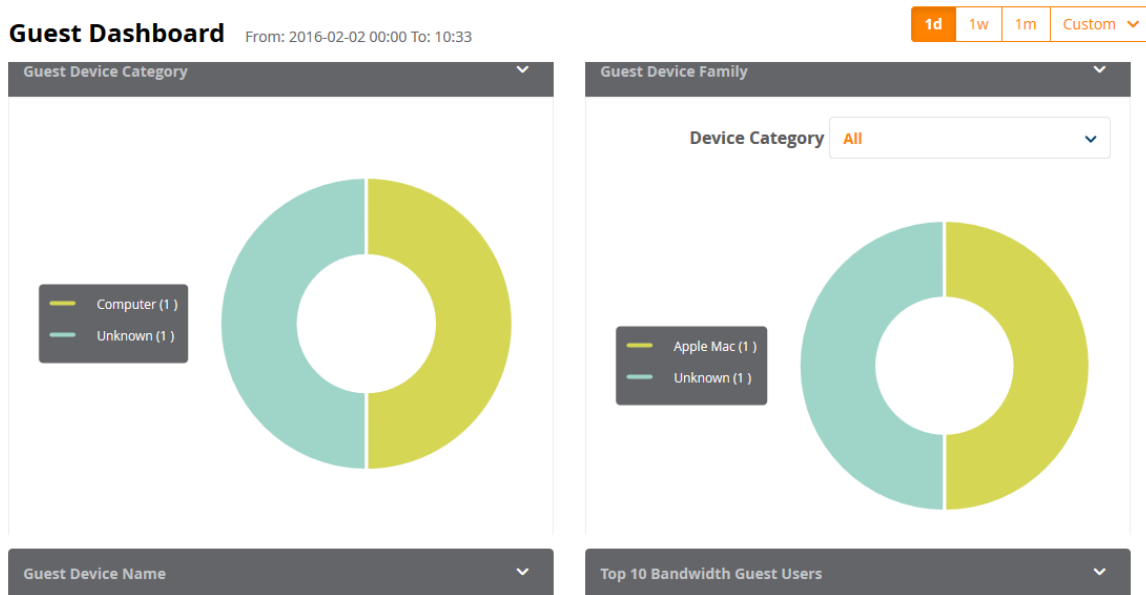 Guest Dashboard From: 2016-02-02 00:00 To: 10:33
1d 1w 1m Custom
Guest Device Category
Computer (1 )
Unknown (1 )
Guest Device Family
Device Category All
Apple Mac (1 )
Unknown (1 )
Guest Device Name
Top 10 Bandwidth Guest Users